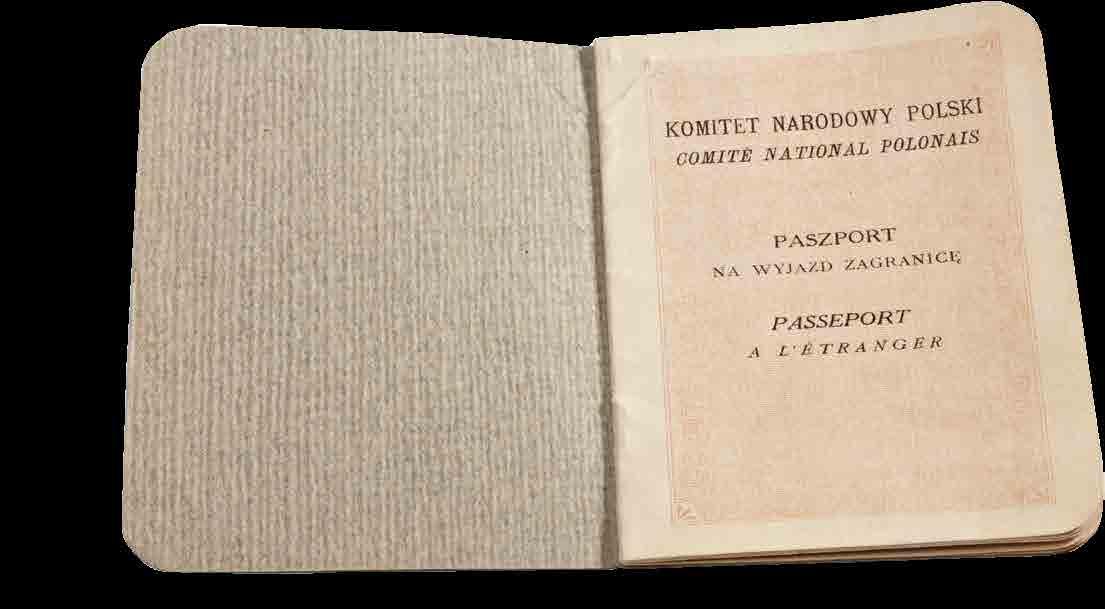 KOMITET NARODOWY POLSKI
COMITÉ NATIONAL POLONAIS
PASZPORT
NA WYJAZD ZAGRANICĘ
PASSEPORT
A L'ÉTRANGER